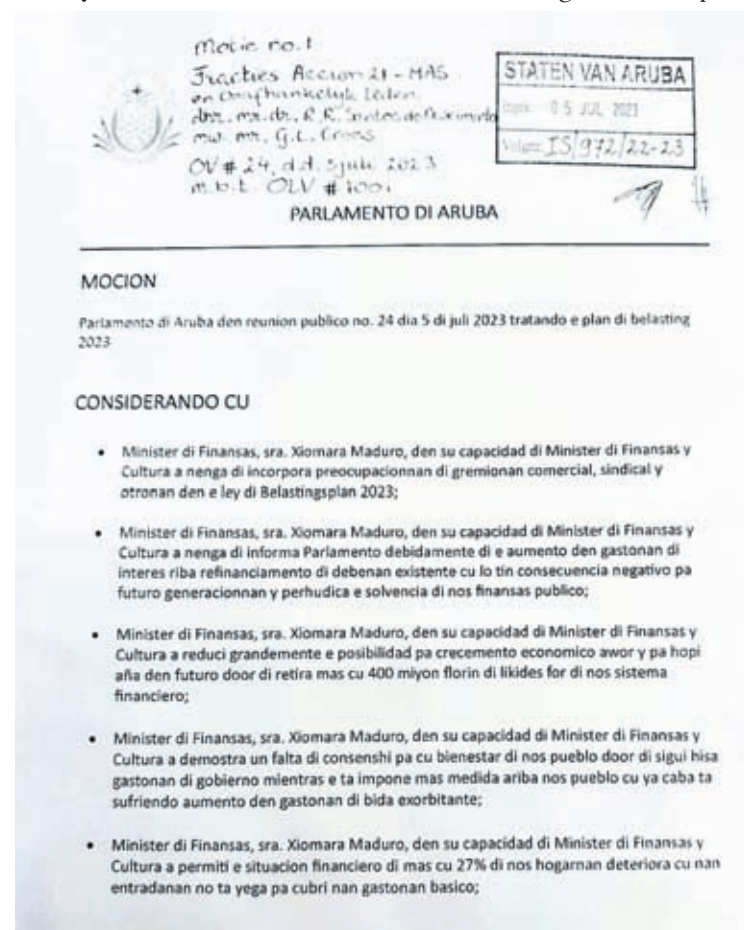 Motie no. 1
Fracties Accion 21 - MAS
en Onafhankelijk leden
mw. mr. G.L. Croes
OV # 24, d.d. 5 juli 2023
m.b.t. OLV # 1001
STATEN VAN ARUBA
05 JUL 2023
IS/972/22-23
PARLAMENTO DI ARUBA
MOCION
Parlamento di Aruba den reunion publico no. 24 dia 5 di juli 2023 tratando e plan di belasting
2023
CONSIDERANDO CU
• Minister di Finansas, sra. Xiomara Maduro, den su capacidad di Minister di Finansas y
Cultura a nenga di incorpora preocupacionnan di gremionan comercial, sindical y
otronan den e ley di Belastingsplan 2023;
• Minister di Finansas, sra. Xiomara Maduro, den su capacidad di Minister di Finansas y
Cultura a nenga di informa Parlamento debidamente di e aumento den gastonan di
interes riba refinanciamento di debenan existente cu lo tin consecuencia negativo pa
futuro generacionnan y perhudica e solvencia di nos finansas publico;
• Minister di Finansas, sra. Xiomara Maduro, den su capacidad di Minister di Finansas y
Cultura a reduci grandemente e posibilidad pa crecemento economico awor y pa hopi
aña den futuro door di retira mas cu 400 miyon florin di likides for di nos sistema
financiero;
• Minister di Finansas, sra. Xiomara Maduro, den su capacidad di Minister di Finansas y
Cultura a demostra un falta di consenshi pa cu bienestar di nos pueblo door di sigui hisa
gastonan di gobierno mientras e ta impone mas medida ariba nos pueblo cu ya caba ta
sufriendo aumento den gastonan di bida exorbitante;
• Minister di Finansas, sra. Xiomara Maduro, den su capacidad di Minister di Finansas y
Cultura a permiti e situacion financiero di mas cu 27% di nos hogarnan deteriora cu nan
entradanan no ta yega pa cubri nan gastonan basico;